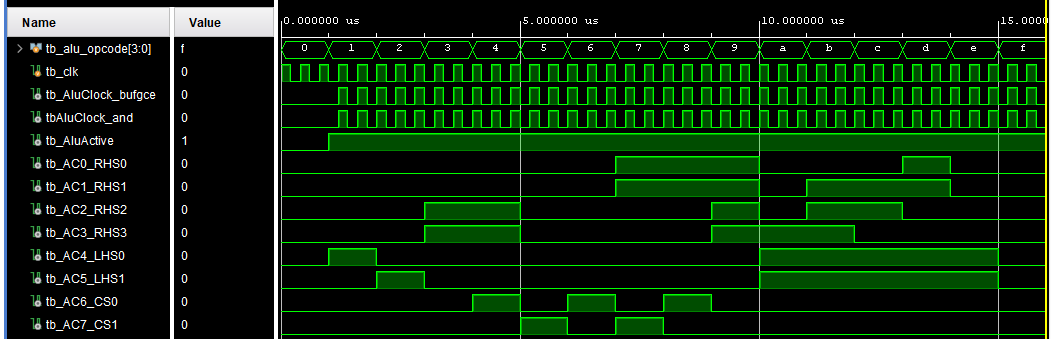 Name Value 0.000000 us 5.000000 us 10.000000 us 15.0000
tb_alu_opcode[3:0] f 0 1 2 3 4 5 6 7 8 9 a b c d e f
tb_clk 0
tb_AluClock_bufgce 0
tbAluClock_and 0
tb_AluActive 1
tb_AC0_RHS0 0
tb_AC1_RHS1 0
tb_AC2_RHS2 0
tb_AC3_RHS3 0
tb_AC4_LHS0 0
tb_AC5_LHS1 0
tb_AC6_CS0 0
tb_AC7_CS1 0